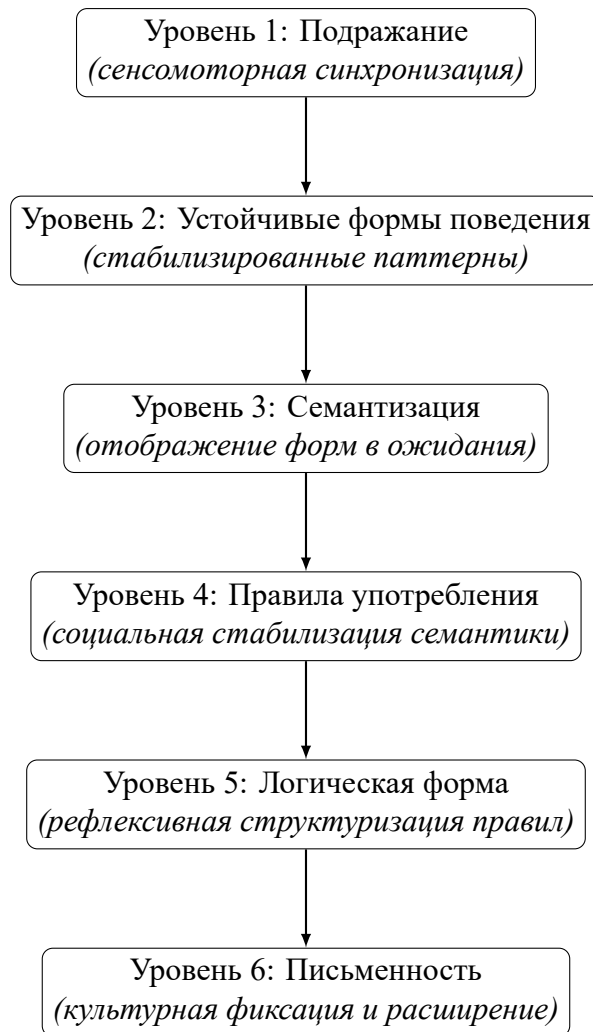 Уровень 1: Подражание
(сенсомоторная синхронизация)
Уровень 2: Устойчивые формы поведения
(стабилизированные паттерны)
Уровень 3: Семантизация
(отображение форм в ожидания)
Уровень 4: Правила употребления
(социальная стабилизация семантики)
Уровень 5: Логическая форма
(рефлексивная структуризация правил)
Уровень 6: Письменность
(культурная фиксация и расширение)